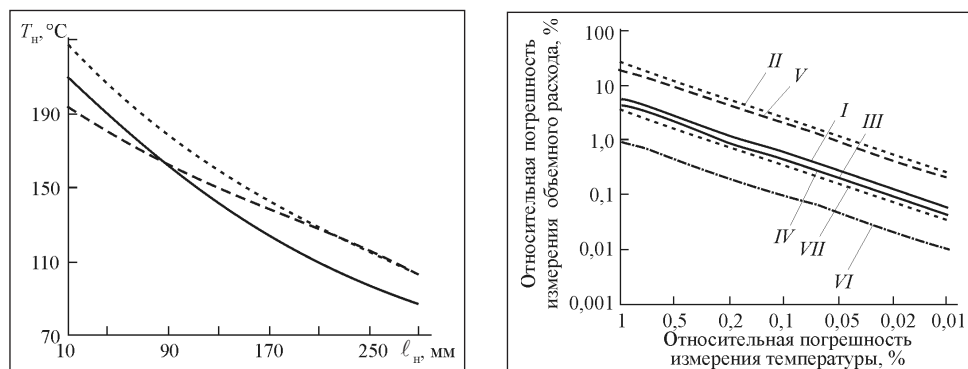 Tн, °C
190
150
110
70
10
90
170
250
ℓн, мм
Относительная погрешность
измерения объемного расхода, %
100
10
1,0
0,1
0,01
0,001
II
V
I
III
IV
VII
VI
1
0,5
0,2
0,1
0,05
0,02
0,01
Относительная погрешность
измерения температуры, %